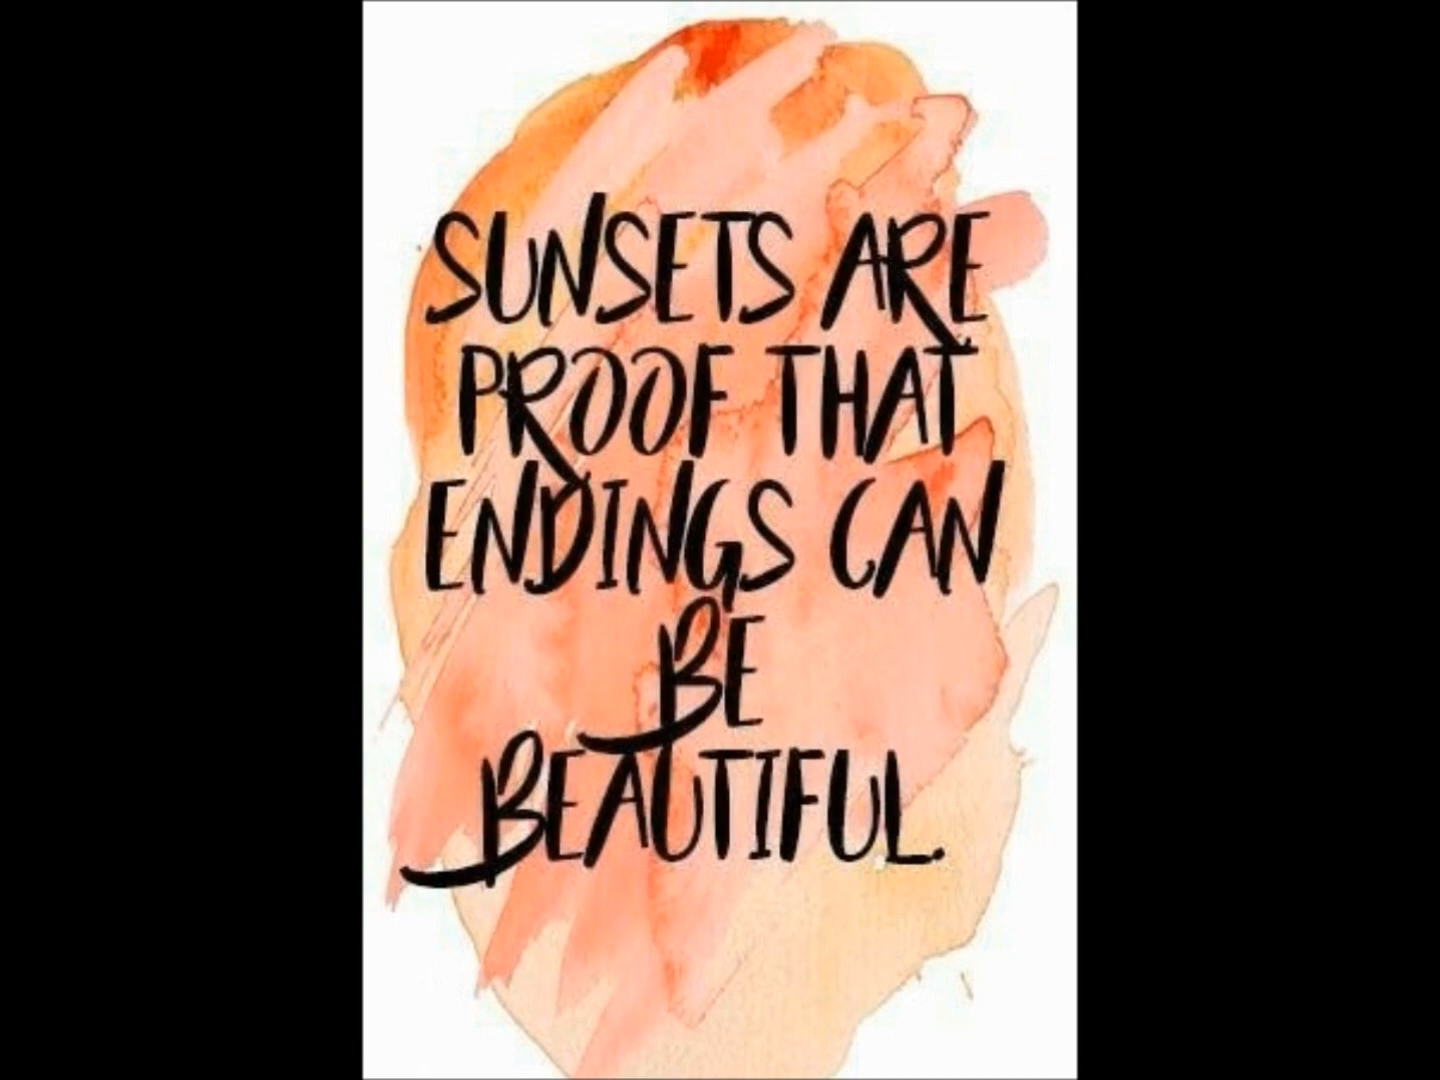 SUNSETS ARE
PROOF THAT
ENDINGS CAN
BE
BEAUTIFUL.